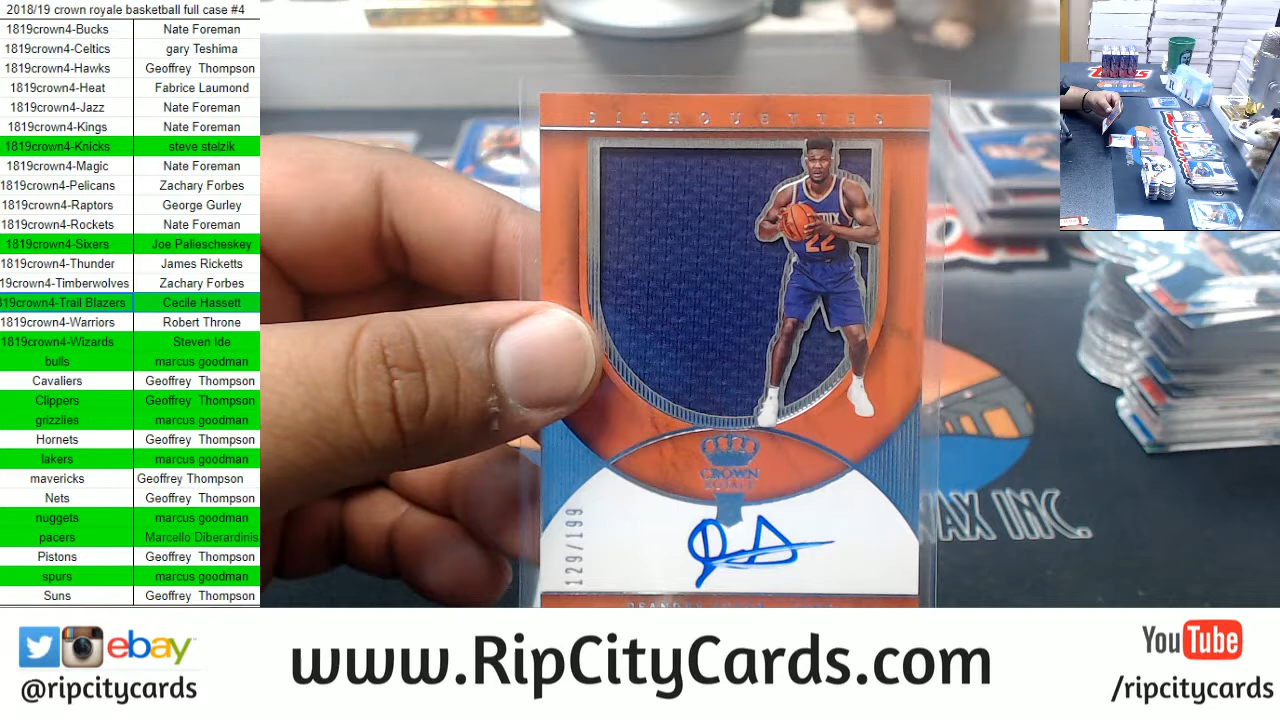 2018/19 crown royale basketball full case #4
1819crown4-Bucks Nate Foreman
1819crown4-Celtics gary Teshima
1819crown4-Hawks Geoffrey Thompson
1819crown4-Heat Fabrice Laumond
1819crown4-Jazz Nate Foreman
1819crown4-Kings Nate Foreman
1819crown4-Knicks steve stelzik
1819crown4-Magic Nate Foreman
1819crown4-Pelicans Zachary Forbes
1819crown4-Raptors George Gurley
1819crown4-Rockets Nate Foreman
1819crown4-Sixers Joe Paliescheskey
1819crown4-Thunder James Ricketts
819crown4-Timberwolves Zachary Forbes
819crown4-Trail Blazers Cecile Hassett
1819crown4-Warriors Robert Throne
1819crown4-Wizards Steven Ide
bulls marcus goodman
Cavaliers Geoffrey Thompson
Clippers Geoffrey Thompson
grizzlies marcus goodman
Hornets Geoffrey Thompson
lakers marcus goodman
mavericks Geoffrey Thompson
Nets Geoffrey Thompson
nuggets marcus goodman
pacers Marcello Diberardinis
Pistons Geoffrey Thompson
spurs marcus goodman
Suns Geoffrey Thompson
SILHOUETTES
22
CROWN
ROYALE
129/199
WAX INC.
ebay
@ripcitycards
www.RipCityCards.com
YouTube
/ripcitycards